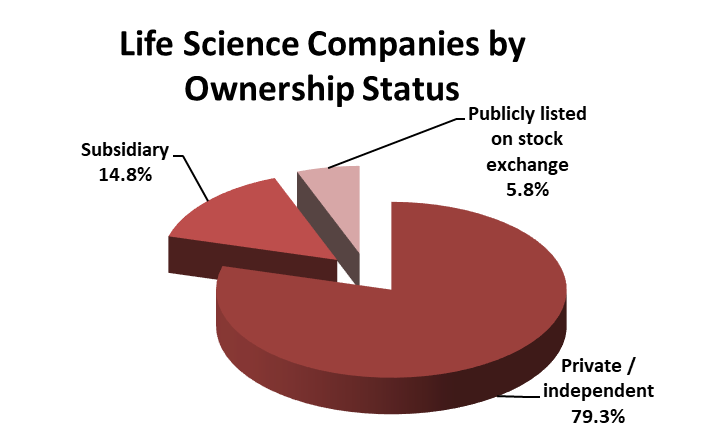 Life Science Companies by
Ownership Status
Publicly listed
on stock
exchange
5.8%
Subsidiary
14.8%
Private /
independent
79.3%